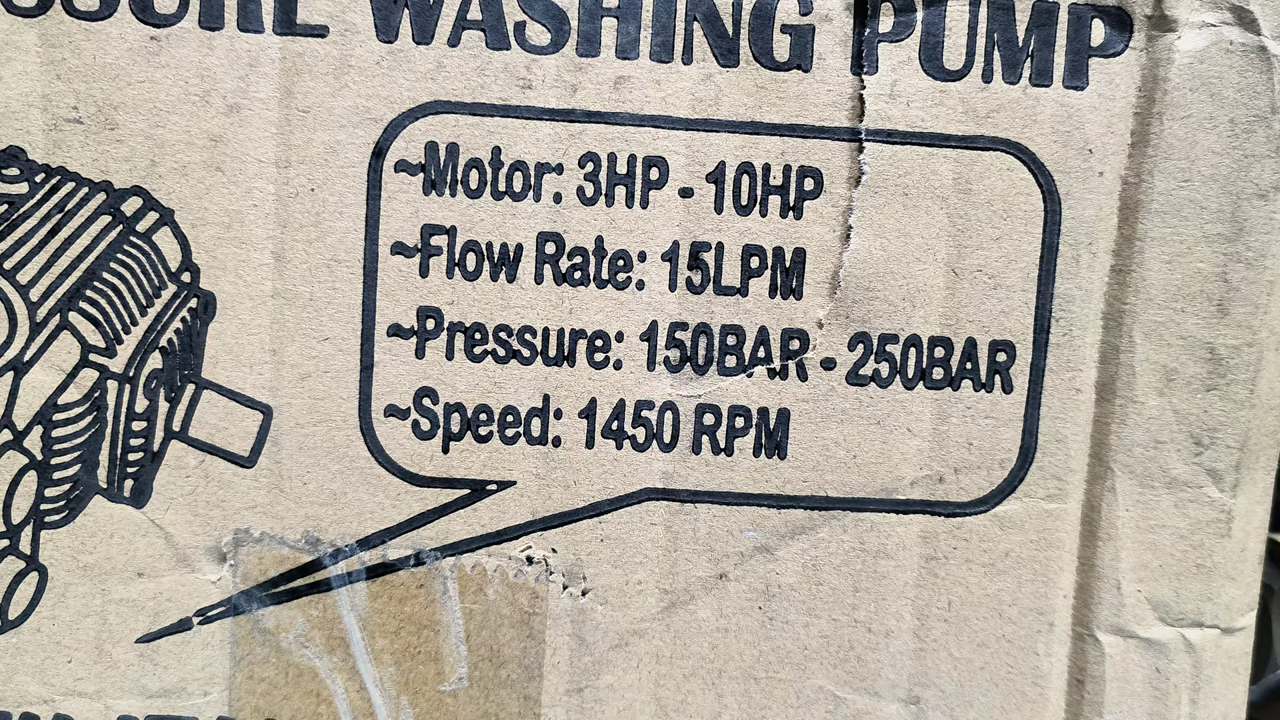 WASHING PUMP
~Motor: 3HP - 10HP
~Flow Rate: 15LPM
~Pressure: 150BAR - 250BAR
~Speed: 1450 RPM